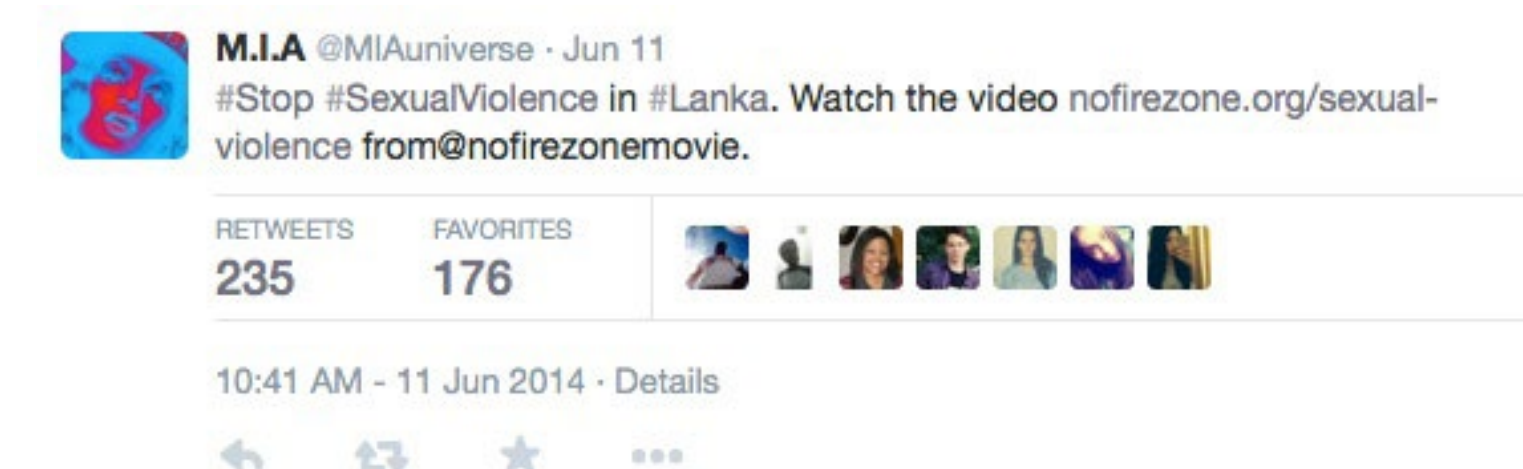 M.I.A @MIAuniverse · Jun 11
#Stop #SexualViolence in #Lanka. Watch the video nofirezone.org/sexual-
violence from@nofirezonemovie.
RETWEETS FAVORITES
235 176
10:41 AM - 11 Jun 2014 · Details